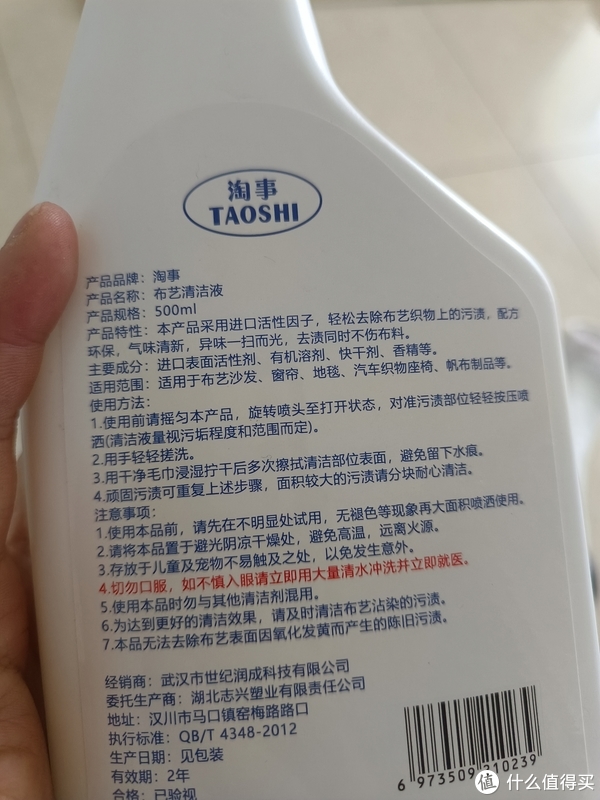 淘事
TAOSHI
产品品牌：淘事
产品名称：布艺清洁液
产品规格：500ml
产品特性：本产品采用进口活性因子，轻松去除布艺织物上的污渍，配方
环保，气味清新，异味一扫而光，去渍同时不伤布料。
主要成分：进口表面活性剂、有机溶剂、快干剂、香精等。
适用范围：适用于布艺沙发、窗帘、地毯、汽车织物座椅、帆布制品等。
使用方法：
1.使用前请摇匀本产品，旋转喷头至打开状态，对准污渍部位轻轻按压喷
洒(清洁液量视污垢程度和范围而定)。
2.用手轻轻搓洗。
3.用干净毛巾浸湿拧干后多次擦拭清洁部位表面，避免留下水痕。
4.顽固污渍可重复上述步骤，面积较大的污渍请分块耐心清洁。
注意事项：
1.使用本品前，请先在不明显处试用，无褪色等现象再大面积喷洒使用。
2.请将本品置于避光阴凉干燥处，避免高温，远离火源。
3.存放于儿童及宠物不易触及之处，以免发生意外。
4.切勿口服，如不慎入眼请立即用大量清水冲洗并立即就医。
5.使用本品时勿与其他清洁剂混用。
6.为达到更好的清洁效果，请及时清洁布艺沾染的污渍。
7.本品无法去除布艺表面因氧化发黄而产生的陈旧污渍。
经销商：武汉市世纪润成科技有限公司
委托生产商：湖北志兴塑业有限责任公司
地址：汉川市马口镇窑梅路路口
执行标准：QB/T 4348-2012
生产日期：见包装
有效期：2年
合格：已验视
6 973509 210239
值 什么值得买